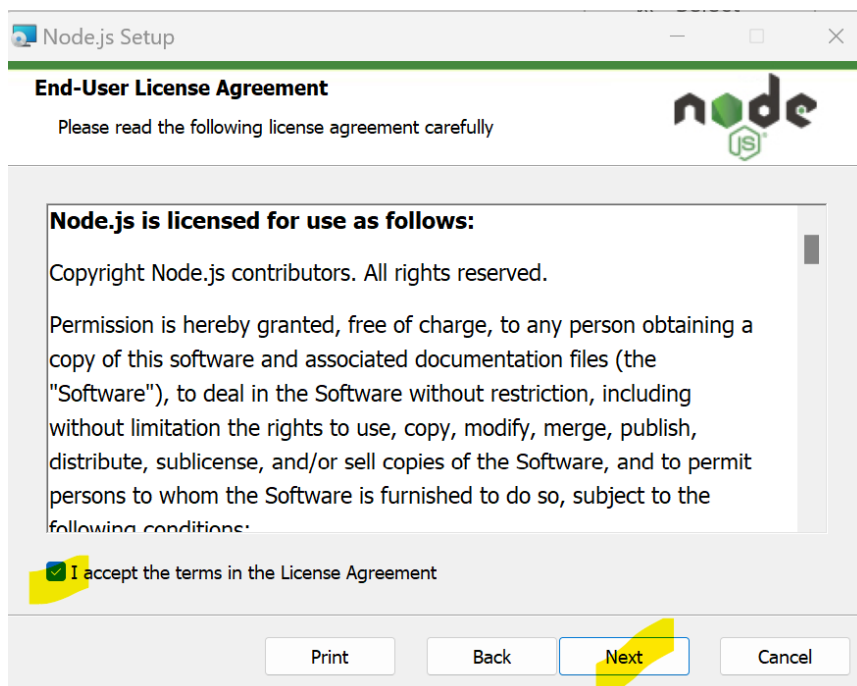 Node.js Setup
End-User License Agreement
Please read the following license agreement carefully
node
JS
Node.js is licensed for use as follows:
Copyright Node.js contributors. All rights reserved.
Permission is hereby granted, free of charge, to any person obtaining a
copy of this software and associated documentation files (the
"Software"), to deal in the Software without restriction, including
without limitation the rights to use, copy, modify, merge, publish,
distribute, sublicense, and/or sell copies of the Software, and to permit
persons to whom the Software is furnished to do so, subject to the
following conditions:
I accept the terms in the License Agreement
Print
Back
Next
Cancel